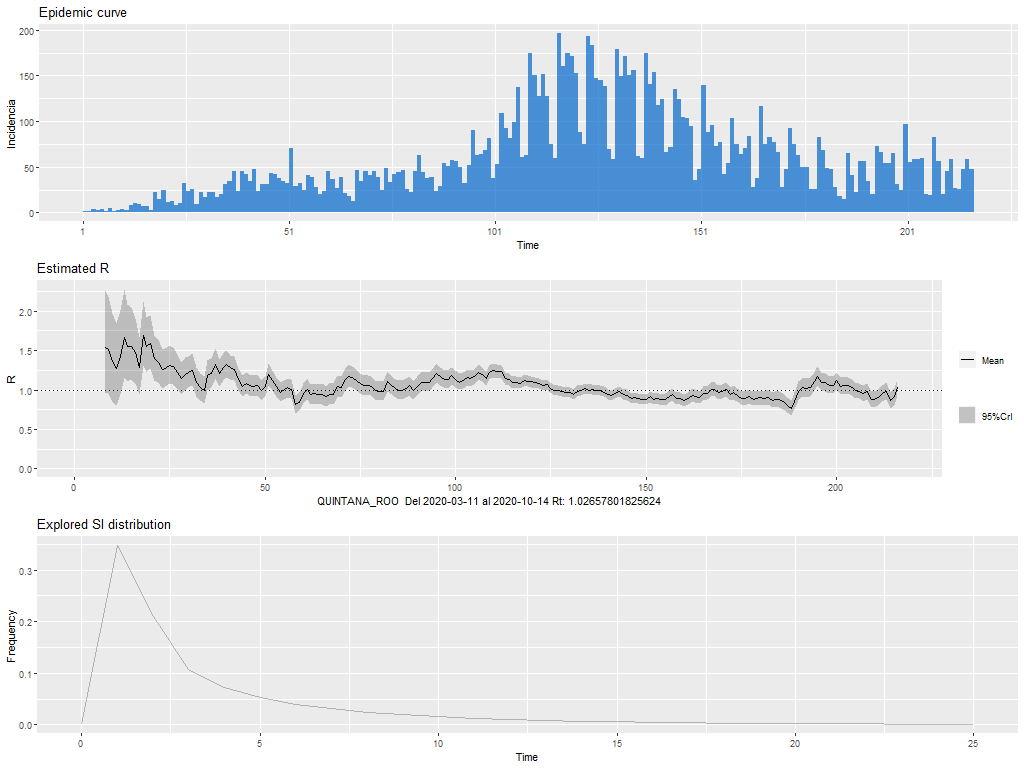 Epidemic curve
200
150
100
50
0
Incidencia
1 51 101 151 201
Time
Estimated R
2.0
1.5
1.0
0.5
0.0
R
Mean
95%CrI
0 50 100 150 200
QUINTANA_ROO Del 2020-03-11 al 2020-10-14 Rt: 1.02657801825624
Explored SI distribution
0.3
0.2
0.1
0.0
Frequency
0 5 10 15 20 25
Time